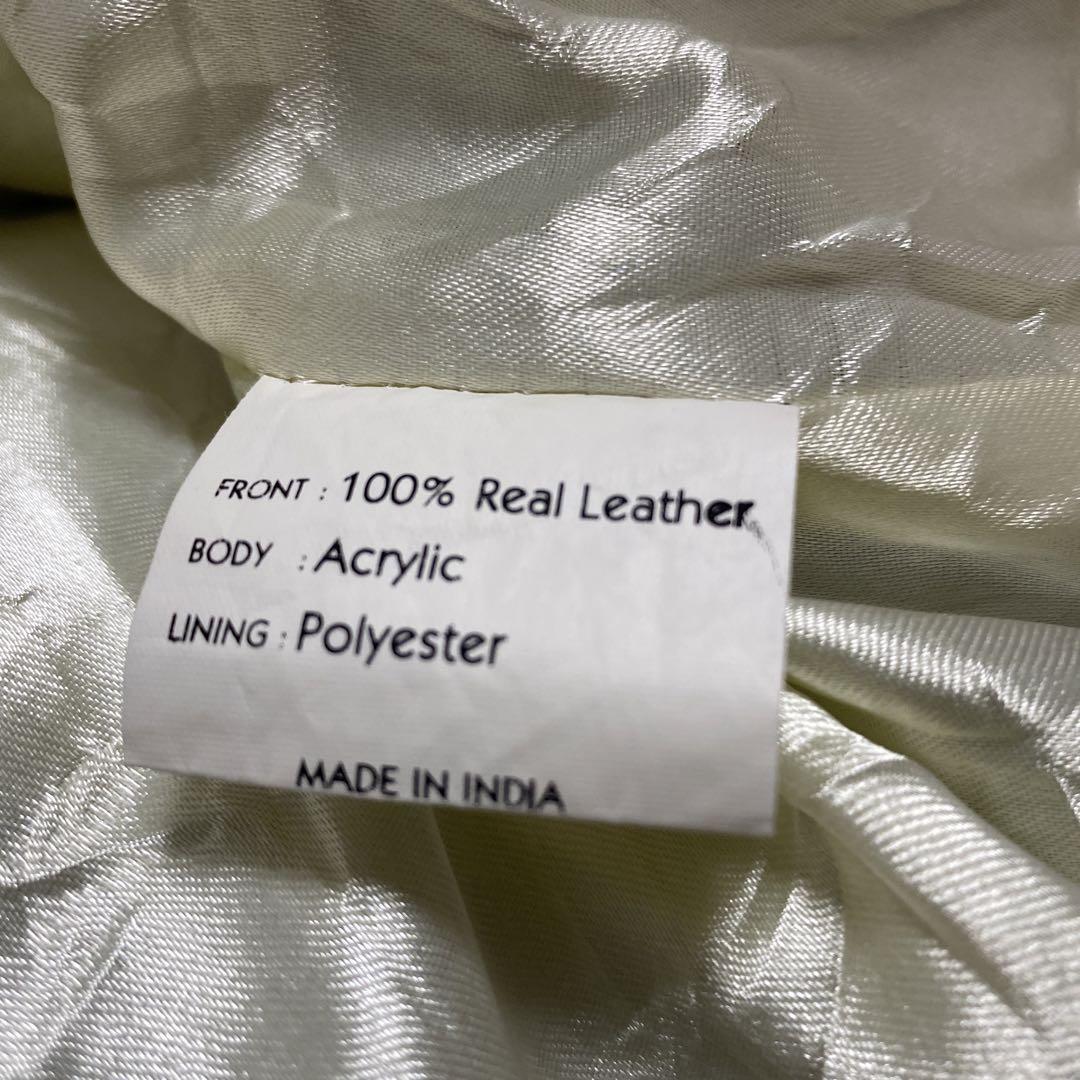 FRONT : 100% Real Leather
BODY : Acrylic
LINING : Polyester
MADE IN INDIA